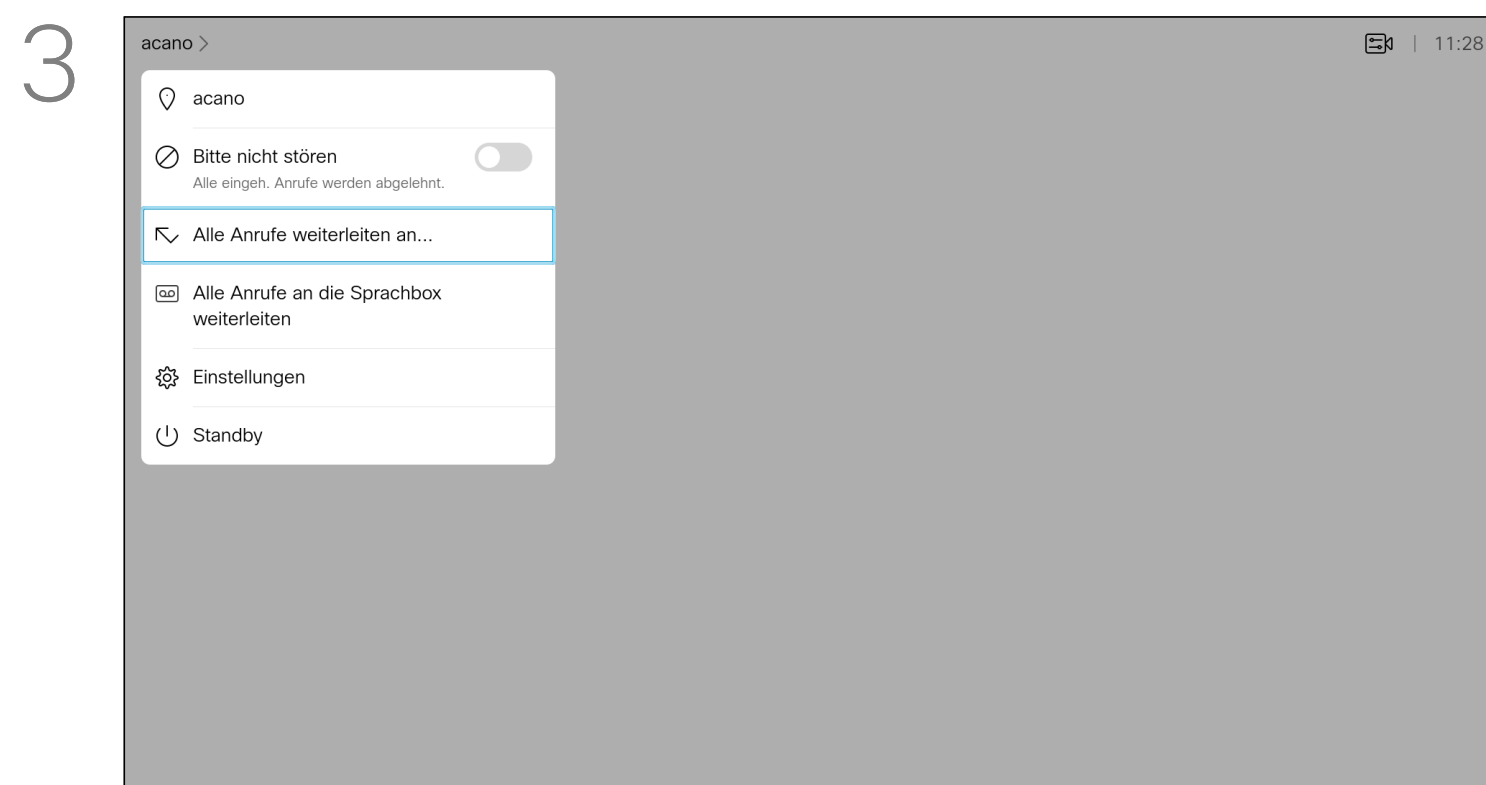 3
acano >
11:28
acano
Bitte nicht stören
Alle eingeh. Anrufe werden abgelehnt.
Alle Anrufe weiterleiten an...
Alle Anrufe an die Sprachbox
weiterleiten
Einstellungen
Standby